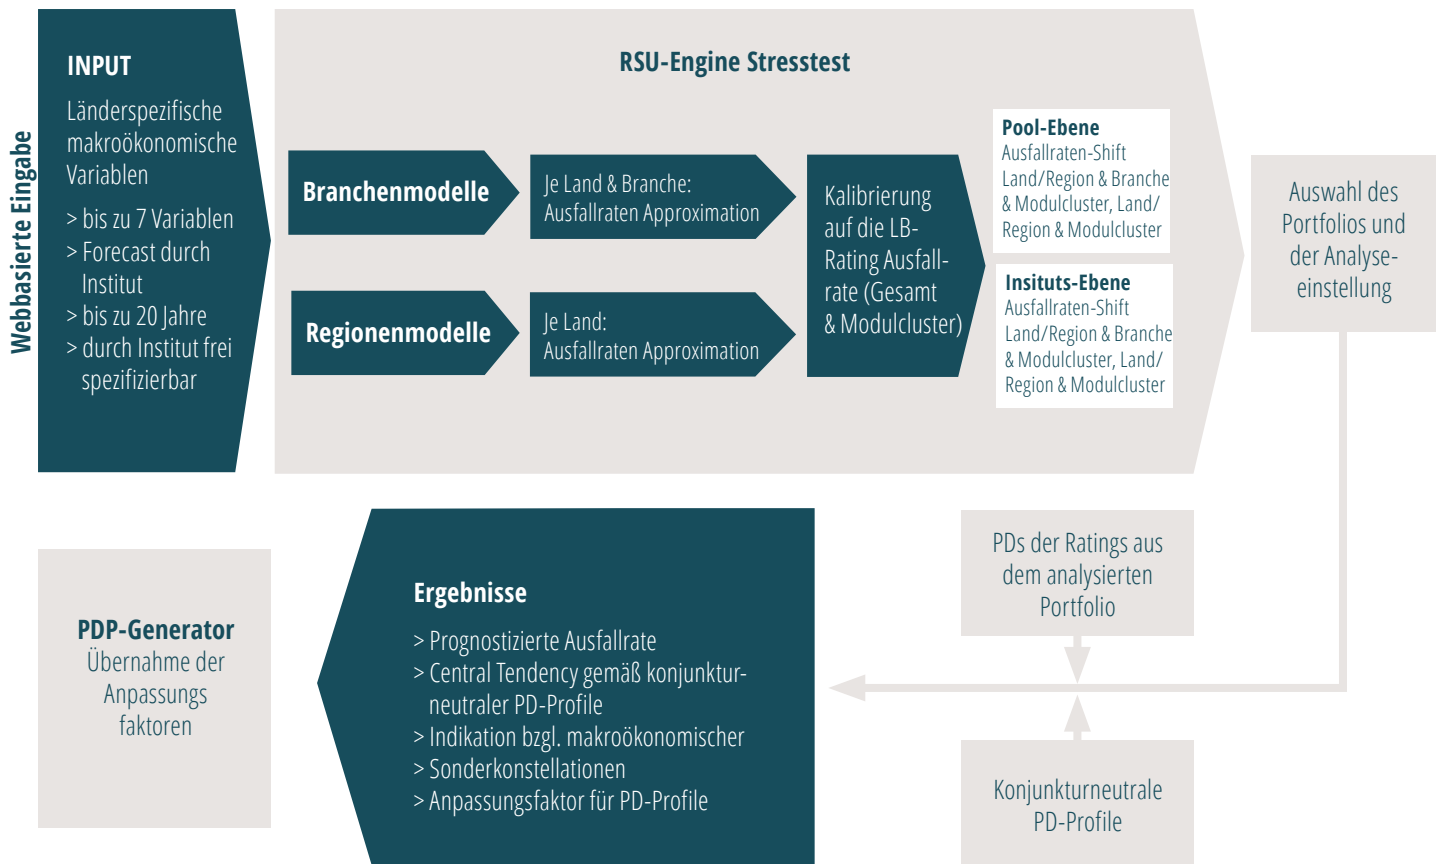 Webbasierte Eingabe
INPUT
Länderspezifische
makroökonomische
Variablen
> bis zu 7 Variablen
> Forecast durch
Institut
> bis zu 20 Jahre
> durch Institut frei
spezifizierbar
RSU-Engine Stresstest
Branchenmodelle
Je Land & Branche:
Ausfallraten Approximation
Regionenmodelle
Je Land:
Ausfallraten Approximation
Kalibrierung
auf die LB-
Rating Ausfall-
rate (Gesamt
& Modulcluster)
Pool-Ebene
Ausfallraten-Shift
Land/Region & Branche
& Modulcluster, Land/
Region & Modulcluster
Insituts-Ebene
Ausfallraten-Shift
Land/Region & Branche
& Modulcluster, Land/
Region & Modulcluster
Auswahl des
Portfolios und
der Analyse-
einstellung
PDs der Ratings aus
dem analysierten
Portfolio
Konjunkturneutrale
PD-Profile
Ergebnisse
> Prognostizierte Ausfallrate
> Central Tendency gemäß konjunktur-
neutraler PD-Profile
> Indikation bzgl. makroökonomischer
> Sonderkonstellationen
> Anpassungsfaktor für PD-Profile
PDP-Generator
Übernahme der
Anpassungs
faktoren